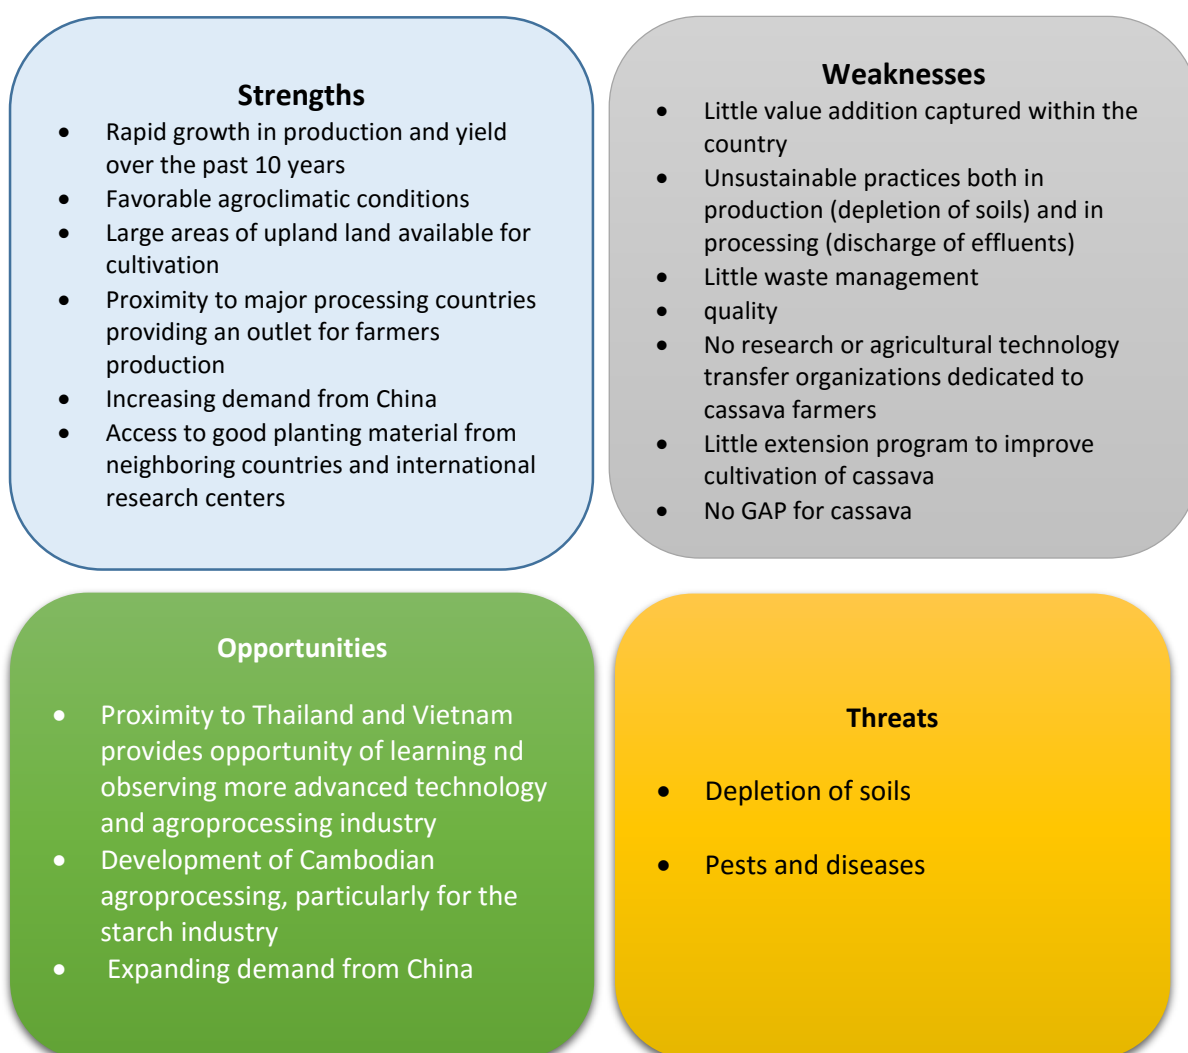 Strengths
• Rapid growth in production and yield
over the past 10 years
• Favorable agroclimatic conditions
• Large areas of upland land available for
cultivation
• Proximity to major processing countries
providing an outlet for farmers
production
• Increasing demand from China
• Access to good planting material from
neighboring countries and international
research centers
Weaknesses
• Little value addition captured within the
country
• Unsustainable practices both in
production (depletion of soils) and in
processing (discharge of effluents)
• Little waste management
• quality
• No research or agricultural technology
transfer organizations dedicated to
cassava farmers
• Little extension program to improve
cultivation of cassava
• No GAP for cassava
Opportunities
• Proximity to Thailand and Vietnam
provides opportunity of learning nd
observing more advanced technology
and agroprocessing industry
• Development of Cambodian
agroprocessing, particularly for the
starch industry
• Expanding demand from China
Threats
• Depletion of soils
• Pests and diseases